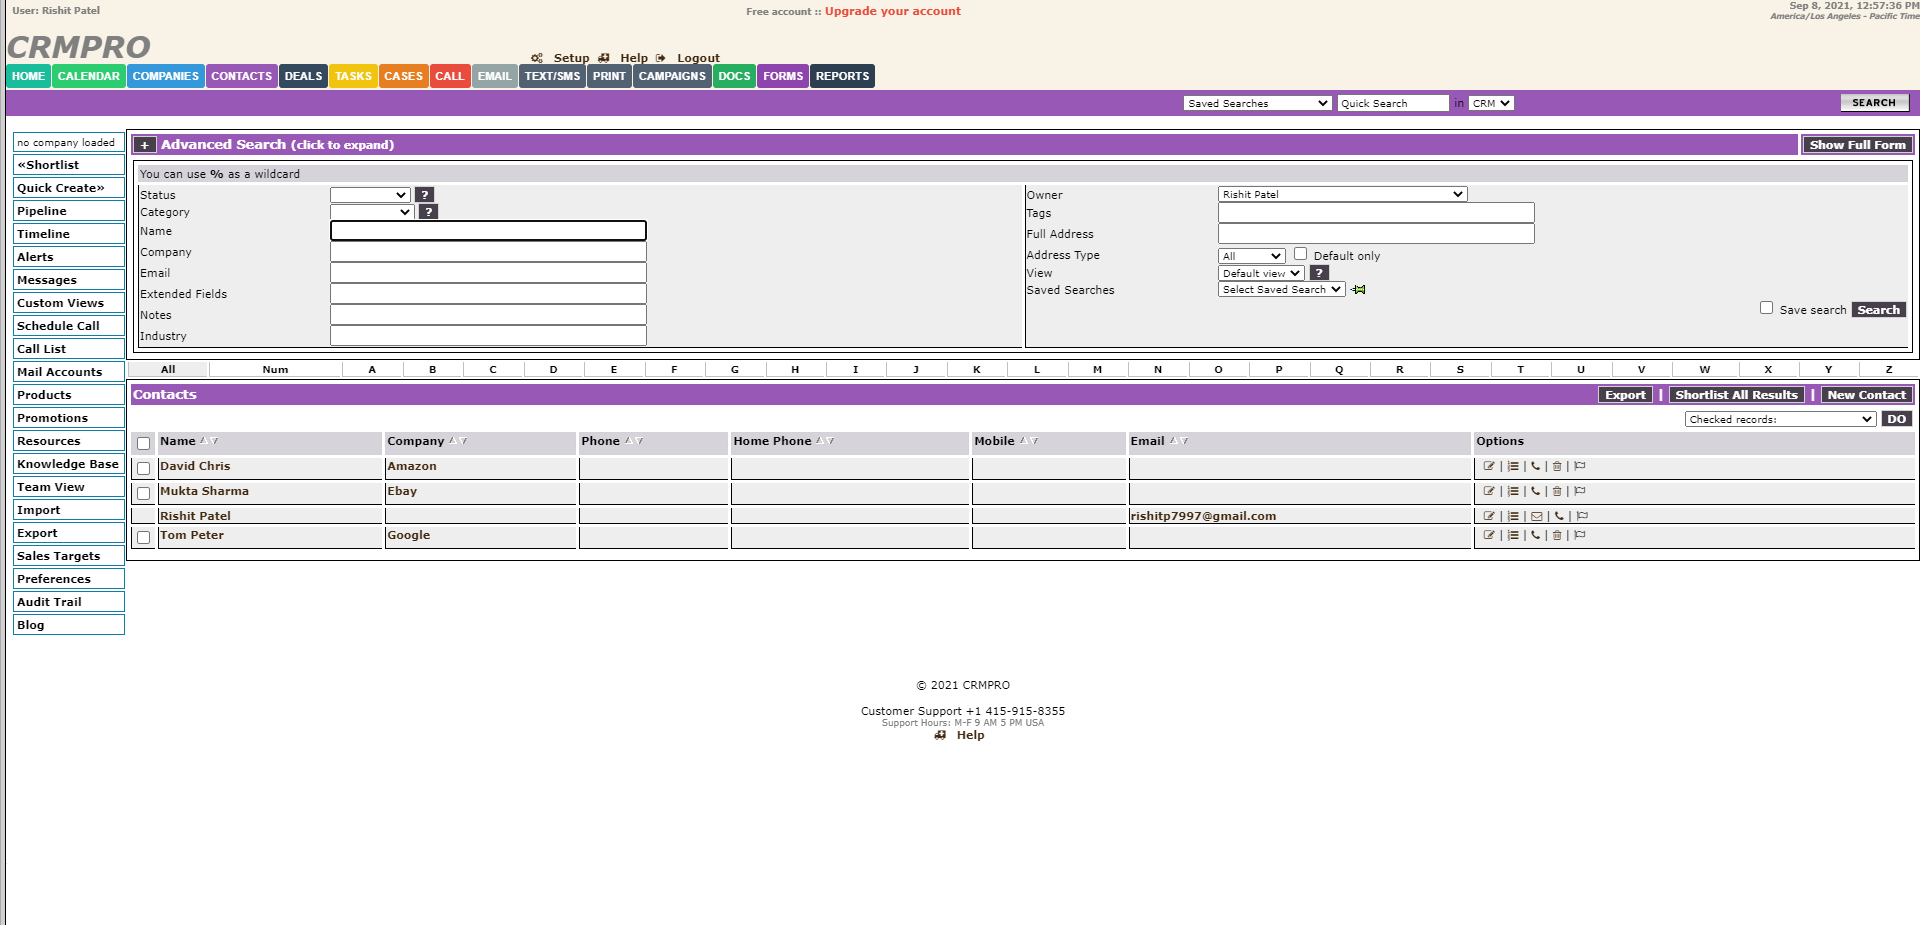 User: Rishit Patel
Free account :: Upgrade your account
Sep 8, 2021, 12:57:36 PM
America/Los Angeles - Pacific Time
CRMPRO
Setup Help Logout
HOME CALENDAR COMPANIES CONTACTS DEALS TASKS CASES CALL EMAIL TEXT/SMS PRINT CAMPAIGNS DOCS FORMS REPORTS
Saved Searches Quick Search in CRM SEARCH
no company loaded
«Shortlist
Quick Create»
Pipeline
Timeline
Alerts
Messages
Custom Views
Schedule Call
Call List
Mail Accounts
Products
Promotions
Resources
Knowledge Base
Team View
Import
Export
Sales Targets
Preferences
Audit Trail
Blog
+ Advanced Search (click to expand) Show Full Form
You can use % as a wildcard
Status ?
Category ?
Name
Company
Email
Extended Fields
Notes
Industry
Owner Rishit Patel
Tags
Full Address
Address Type All Default only
View Default view ?
Saved Searches Select Saved Search
Save search Search
All Num A B C D E F G H I J K L M N O P Q R S T U V W X Y Z
Contacts Export | Shortlist All Results | New Contact
Checked records: DO
Name Company Phone Home Phone Mobile Email Options
David Chris Amazon | | | |
Mukta Sharma Ebay | | | |
Rishit Patel rishitp7997@gmail.com | | | |
Tom Peter Google | | | |
© 2021 CRMPRO
Customer Support +1 415-915-8355
Support Hours: M-F 9 AM 5 PM USA
Help